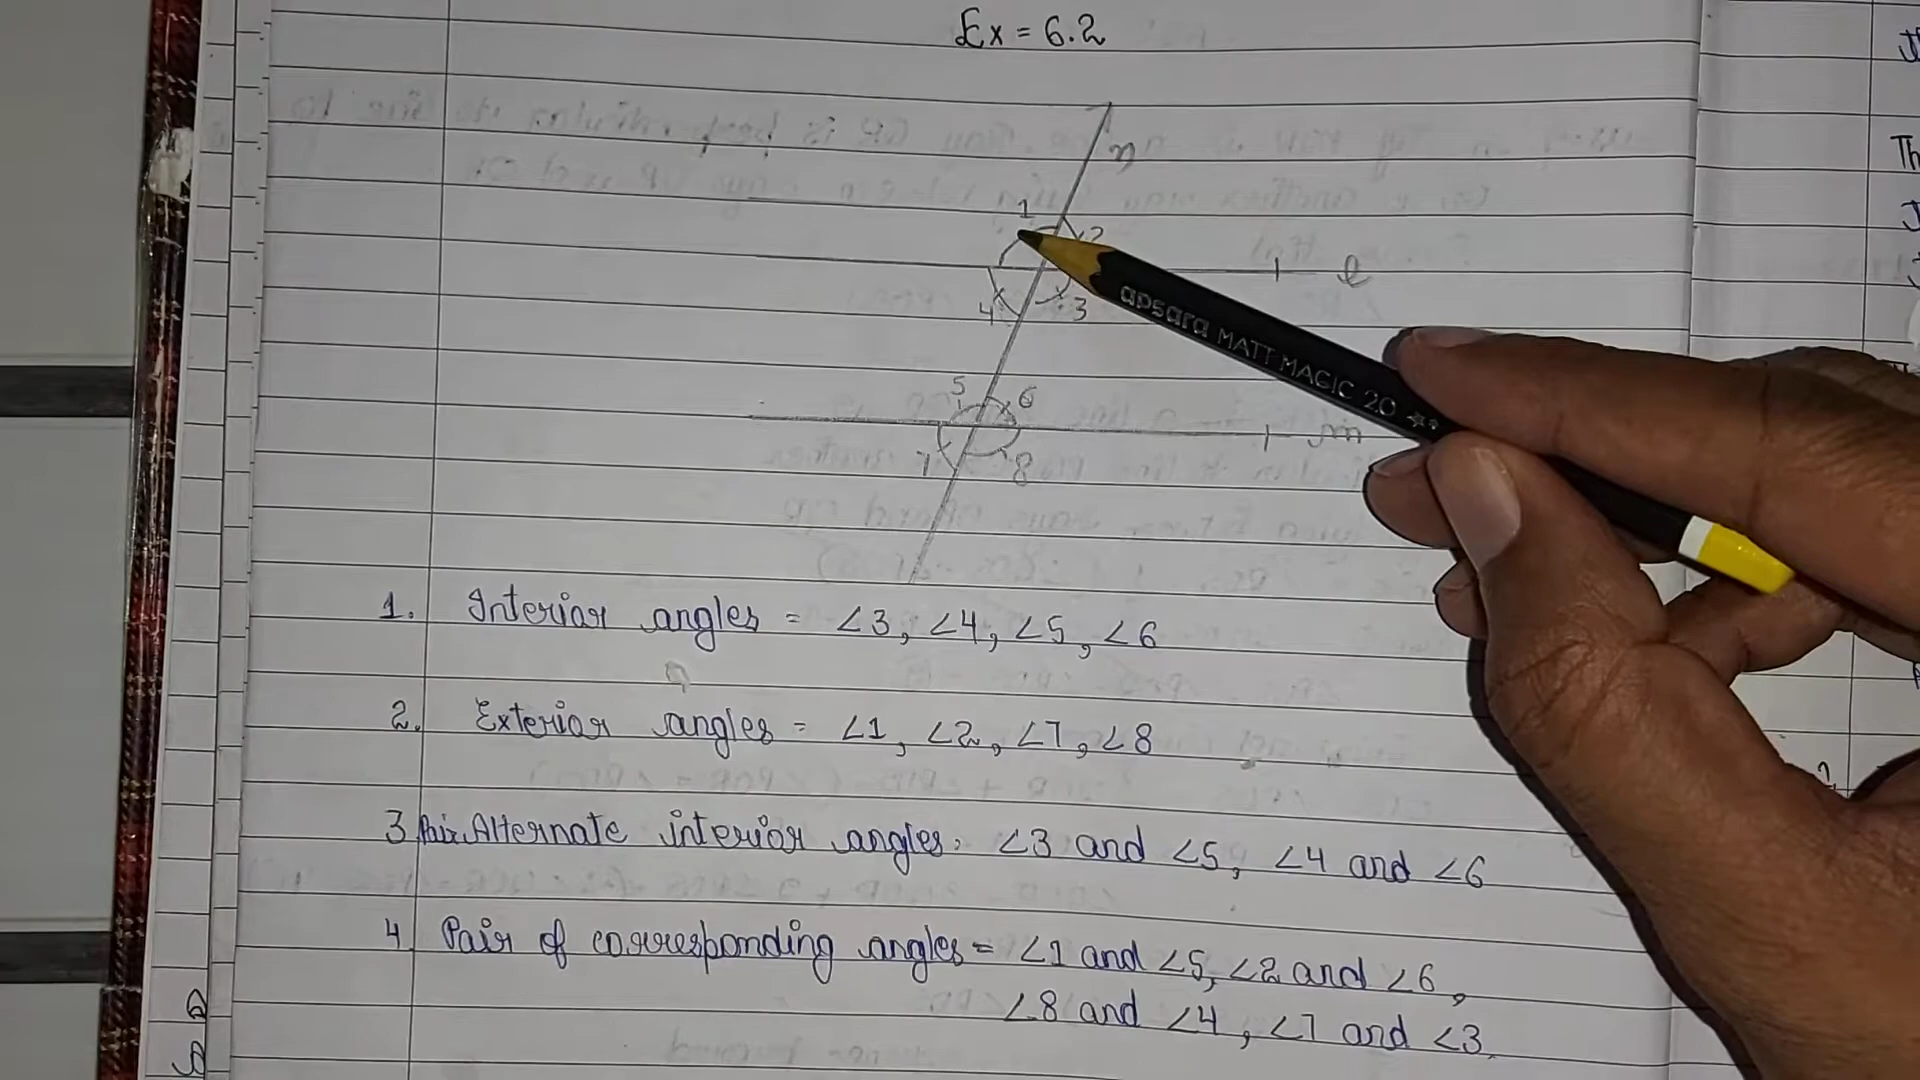 Ex = 6.2
n
1
2
l
4
3
5
6
m
7
8
apsara MATT MAGIC 2.0
1. Interior angles = ∠3, ∠4, ∠5, ∠6
2. Exterior angles = ∠1, ∠2, ∠7, ∠8
3 Pair Alternate interior angles. ∠3 and ∠5, ∠4 and ∠6
4 Pair of corresponding angles = ∠1 and ∠5, ∠2 and ∠6,
∠8 and ∠4, ∠7 and ∠3.
Th